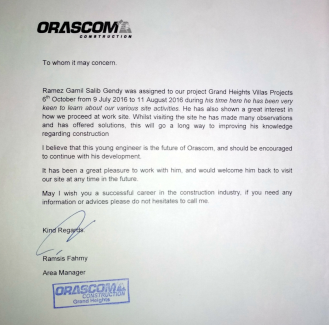 ORASCOM
CONSTRUCTION
To whom it may concern.
Ramez Gamil Salib Gendy was assigned to our project Grand Heights Villas Projects
6th October from 9 July 2016 to 11 August 2016 during his time here he has been very
keen to learn about our various site activities. He has also shown a great interest in
how we proceed at work site. Whilst visiting the site he has made many observations
and has offered solutions, this will go a long way to improving his knowledge
regarding construction
I believe that this young engineer is the future of Orascom, and should be encouraged
to continue with his development.
It has been a great pleasure to work with him, and would welcome him back to visit
our site at any time in the future.
May I wish you a successful career in the construction industry, if you need any
information or advices please do not hesitates to call me.
Kind Regards
Ramsis Fahmy
Area Manager
ORASCOM
CONSTRUCTION
Grand Heights